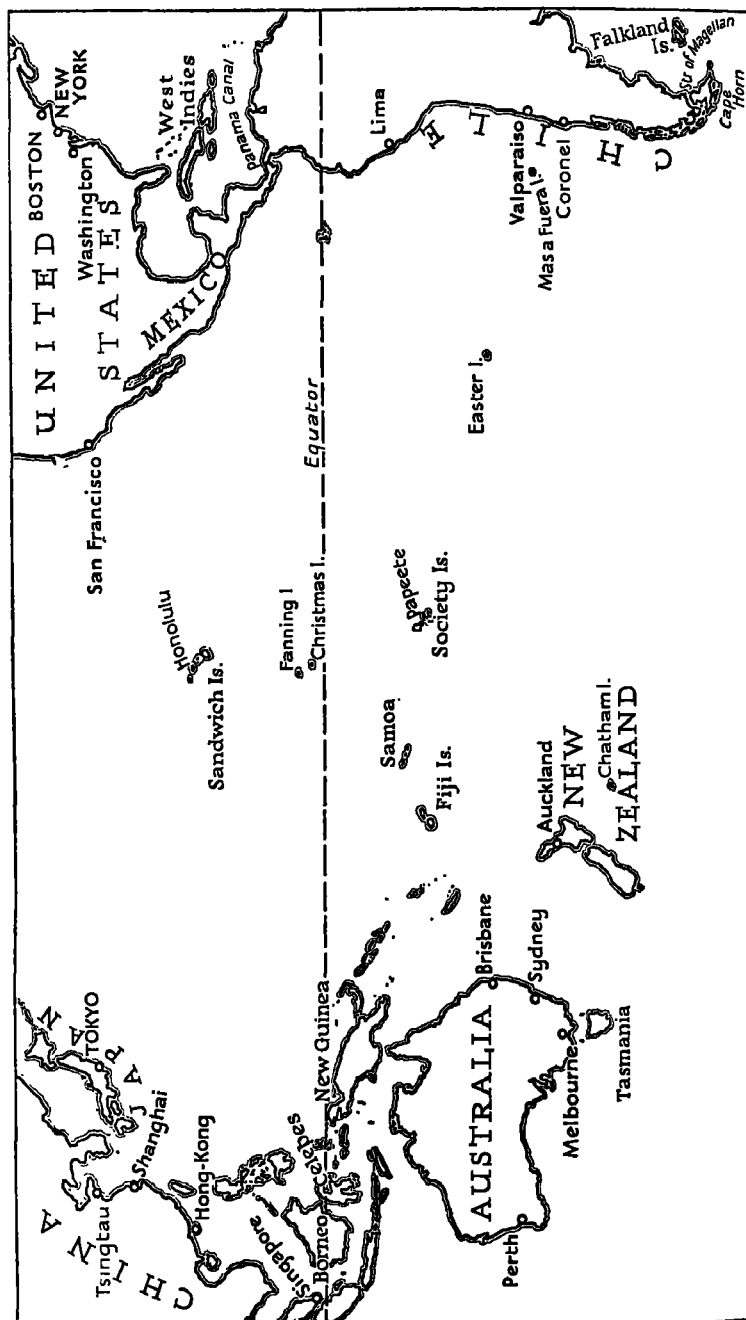 CHINA
Tsingtau
Shanghai
Hong-Kong
JAPAN
TOKYO
Singapore
Borneo
Celebes
New Guinea
AUSTRALIA
Perth
Melbourne
Brisbane
Sydney
Tasmania
Auckland
NEW
ZEALAND
Chatham I.
Fiji Is.
Samoa
Honolulu
Sandwich Is.
Fanning I
Christmas I.
Papeete
Society Is.
Equator
San Francisco
UNITED
STATES
BOSTON
NEW
YORK
Washington
MEXICO
West
Indies
Panama Canal
Lima
Easter I.
CHILE
Valparaiso
Masa Fuera I.
Coronel
Falkland
Is.
Str of Magellan
Cape
Horn